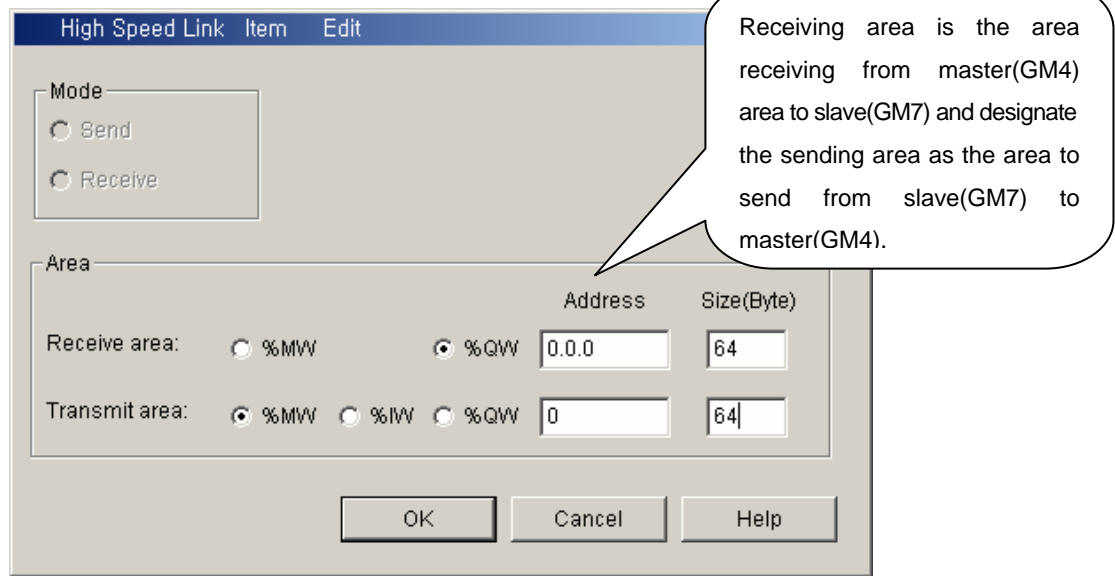 High Speed Link Item Edit
Receiving area is the area
receiving from master(GM4)
area to slave(GM7) and designate
the sending area as the area to
send from slave(GM7) to
master(GM4).
Mode
Send
Receive
Area
Address Size(Byte)
Receive area: %MW %QW 0.0.0 64
Transmit area: %MW %IW %QW 0 64
OK Cancel Help